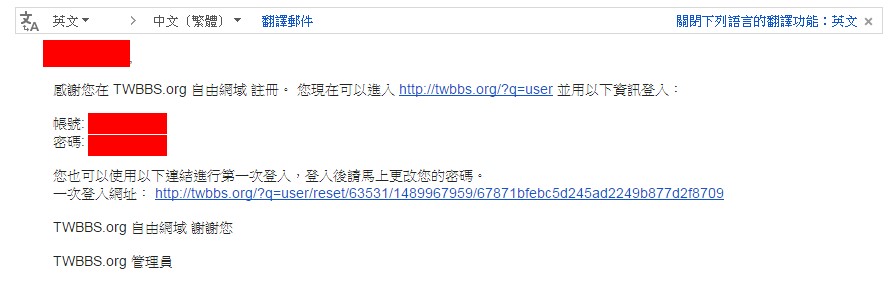 英文 中文（繁體） 翻譯郵件 關閉下列語言的翻譯功能：英文 ×
,
感謝您在 TWBBS.org 自由網域 註冊。 您現在可以進入 http://twbbs.org/?q=user 並用以下資訊登入：
帳號:
密碼:
您也可以使用以下連結進行第一次登入，登入後請馬上更改您的密碼。
一次登入網址： http://twbbs.org/?q=user/reset/63531/1489967959/67871bfebc5d245ad2249b877d2f8709
TWBBS.org 自由網域 謝謝您
TWBBS.org 管理員